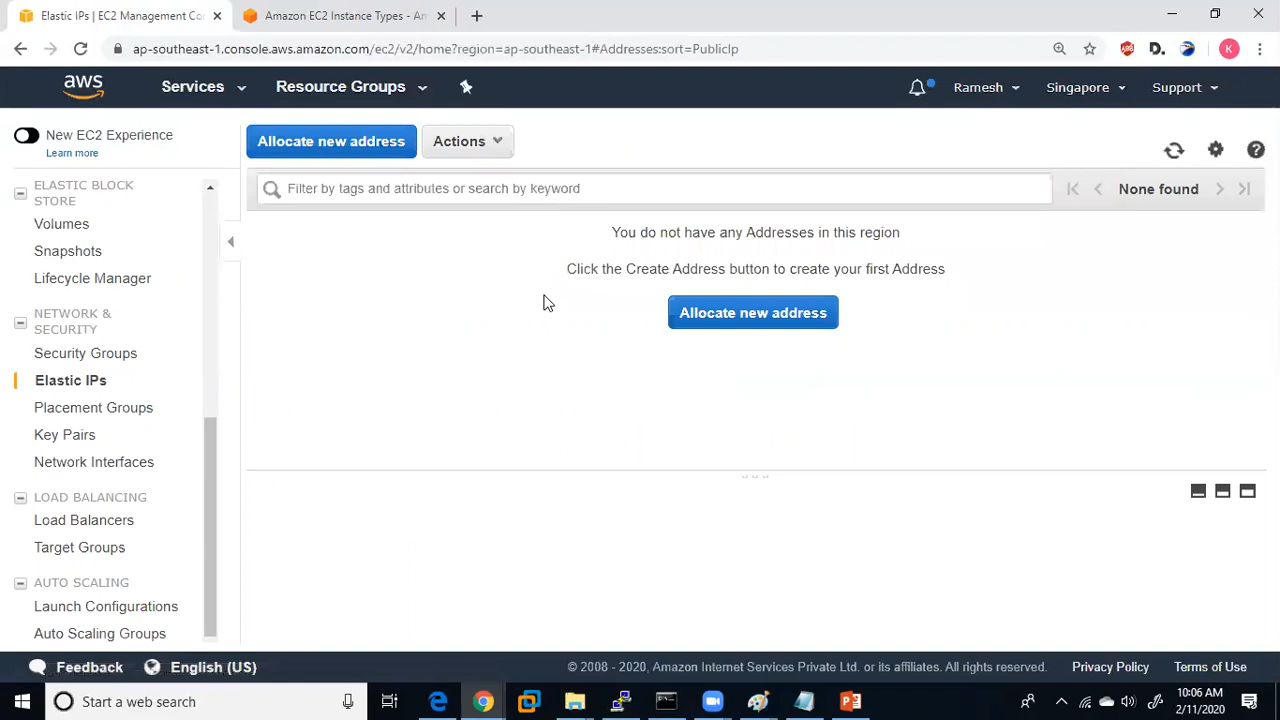 Elastic IPs | EC2 Management Co
Amazon EC2 Instance Types - Am
ap-southeast-1.console.aws.amazon.com/ec2/v2/home?region=ap-southeast-1#Addresses:sort=PublicIp
ABP
D.
K
aws
Services
Resource Groups
Ramesh
Singapore
Support
New EC2 Experience
Learn more
Allocate new address
Actions
Filter by tags and attributes or search by keyword
None found
You do not have any Addresses in this region
Click the Create Address button to create your first Address
Allocate new address
ELASTIC BLOCK
STORE
Volumes
Snapshots
Lifecycle Manager
NETWORK &
SECURITY
Security Groups
Elastic IPs
Placement Groups
Key Pairs
Network Interfaces
LOAD BALANCING
Load Balancers
Target Groups
AUTO SCALING
Launch Configurations
Auto Scaling Groups
Feedback
English (US)
© 2008 - 2020, Amazon Internet Services Private Ltd. or its affiliates. All rights reserved.
Privacy Policy
Terms of Use
Start a web search
10:06 AM
2/11/2020